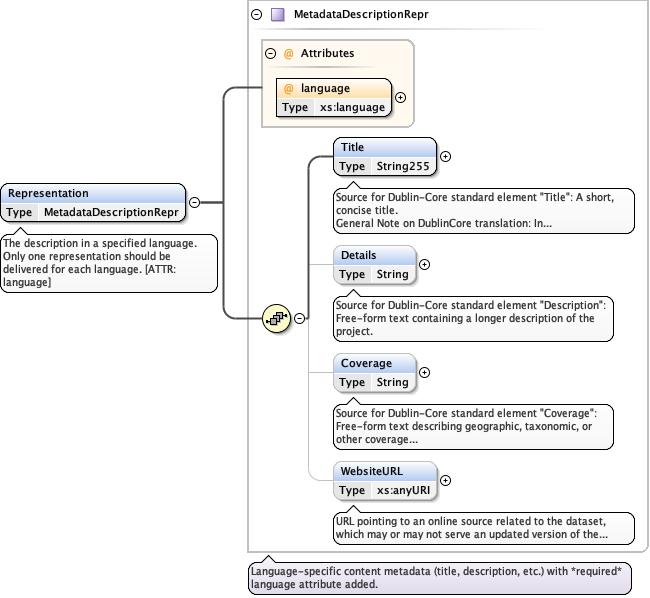 MetadataDescriptionRepr
@ Attributes
@ language
Type xs:language
Title
Type String255
Source for Dublin-Core standard element "Title": A short,
concise title.
General Note on DublinCore translation: In...
Representation
Type MetadataDescriptionRepr
The description in a specified language.
Only one representation should be
delivered for each language. [ATTR:
language]
Details
Type String
Source for Dublin-Core standard element "Description":
Free-form text containing a longer description of the
project.
Coverage
Type String
Source for Dublin-Core standard element "Coverage":
Free-form text describing geographic, taxonomic, or
other coverage...
WebsiteURL
Type xs:anyURI
URL pointing to an online source related to the dataset,
which may or may not serve an updated version of the...
Language-specific content metadata (title, description, etc.) with *required*
language attribute added.